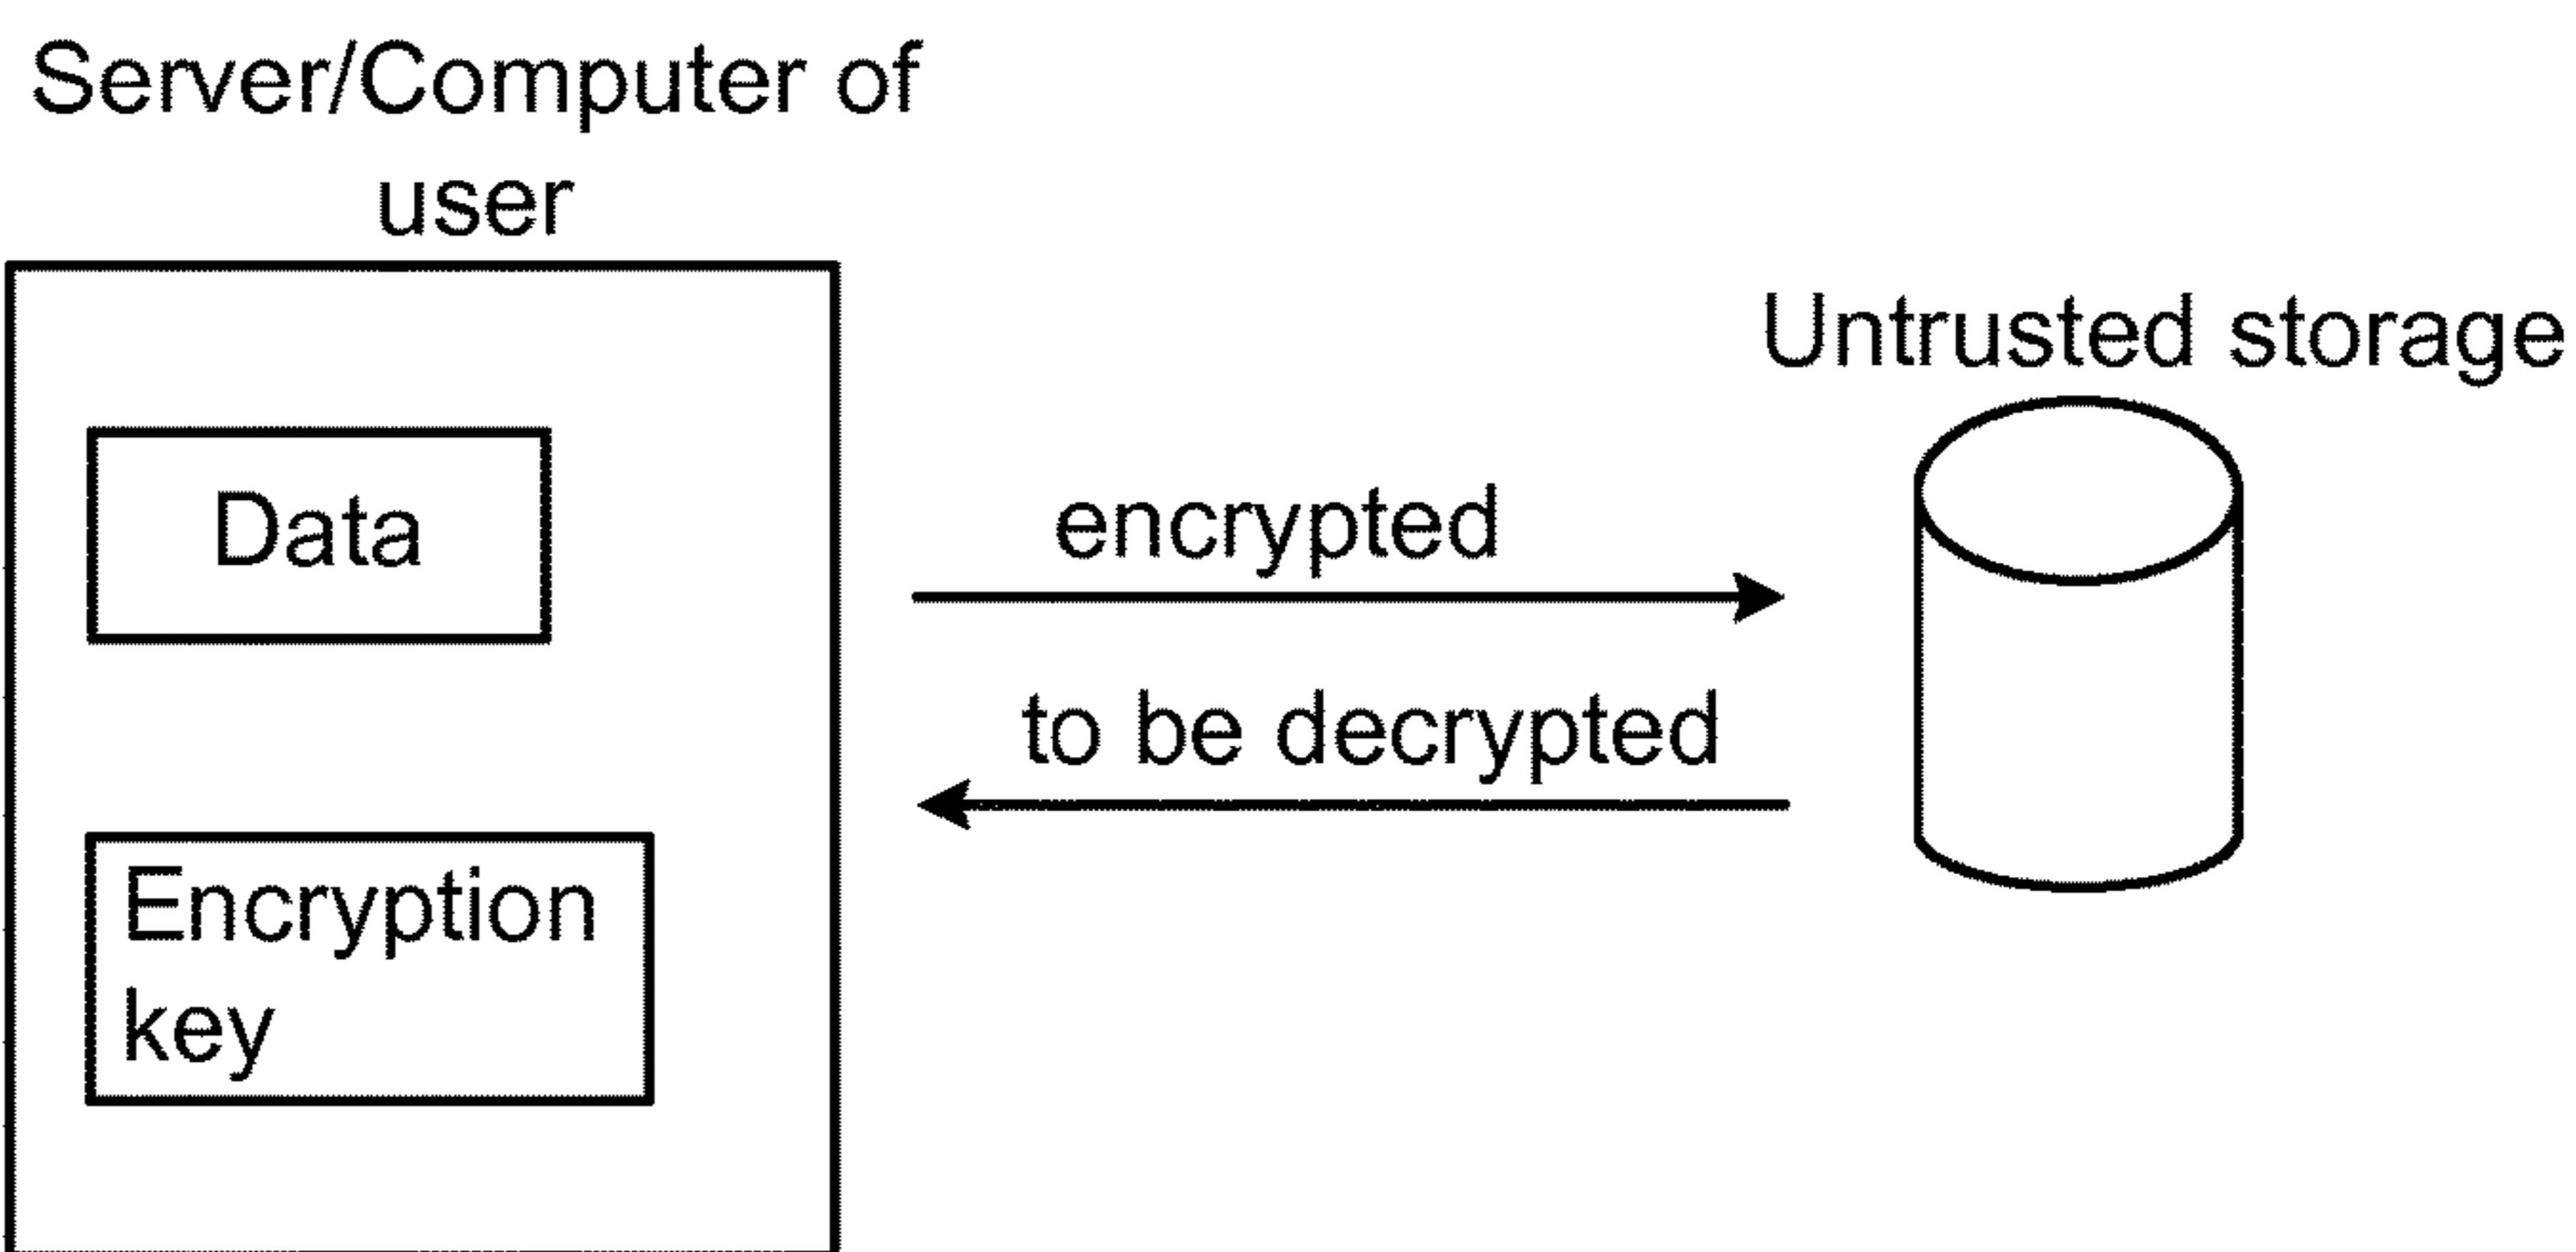 Server/Computer of
user
Untrusted storage
Data
encrypted
to be decrypted
Encryption
key